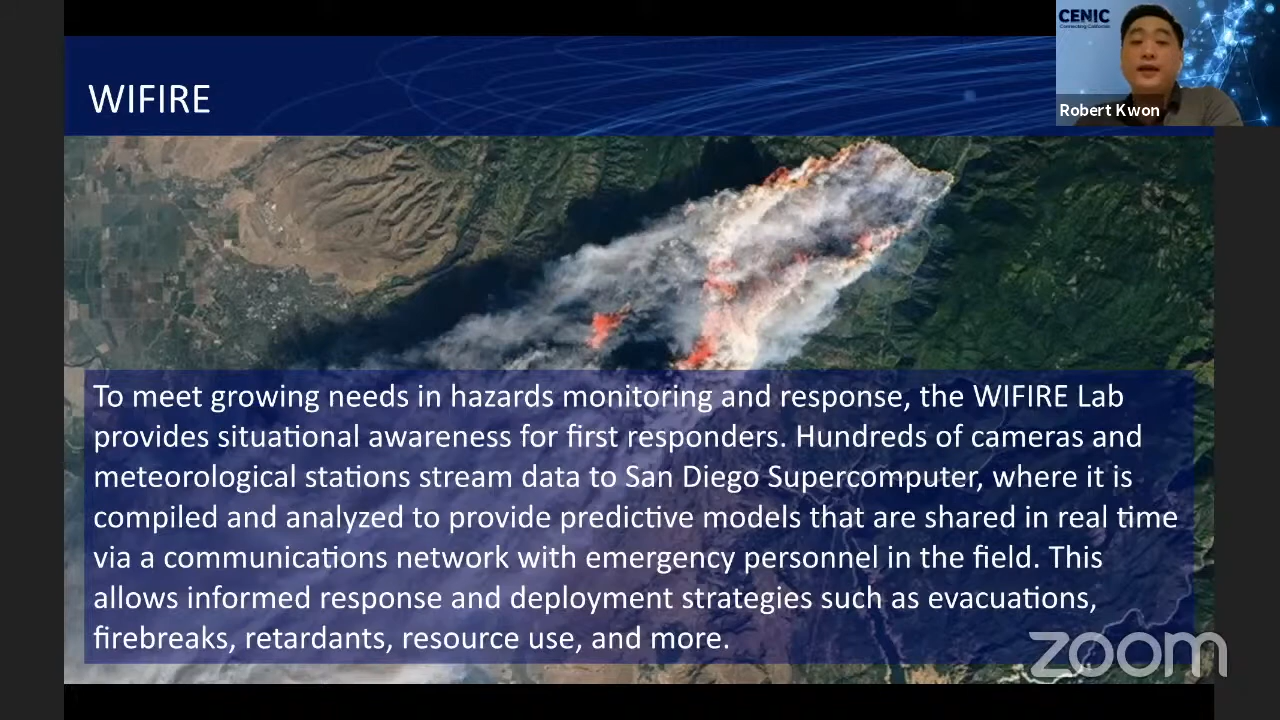 CENIC
Connecting California
WIFIRE
Robert Kwon
To meet growing needs in hazards monitoring and response, the WIFIRE Lab
provides situational awareness for first responders. Hundreds of cameras and
meteorological stations stream data to San Diego Supercomputer, where it is
compiled and analyzed to provide predictive models that are shared in real time
via a communications network with emergency personnel in the field. This
allows informed response and deployment strategies such as evacuations,
firebreaks, retardants, resource use, and more.
zoom